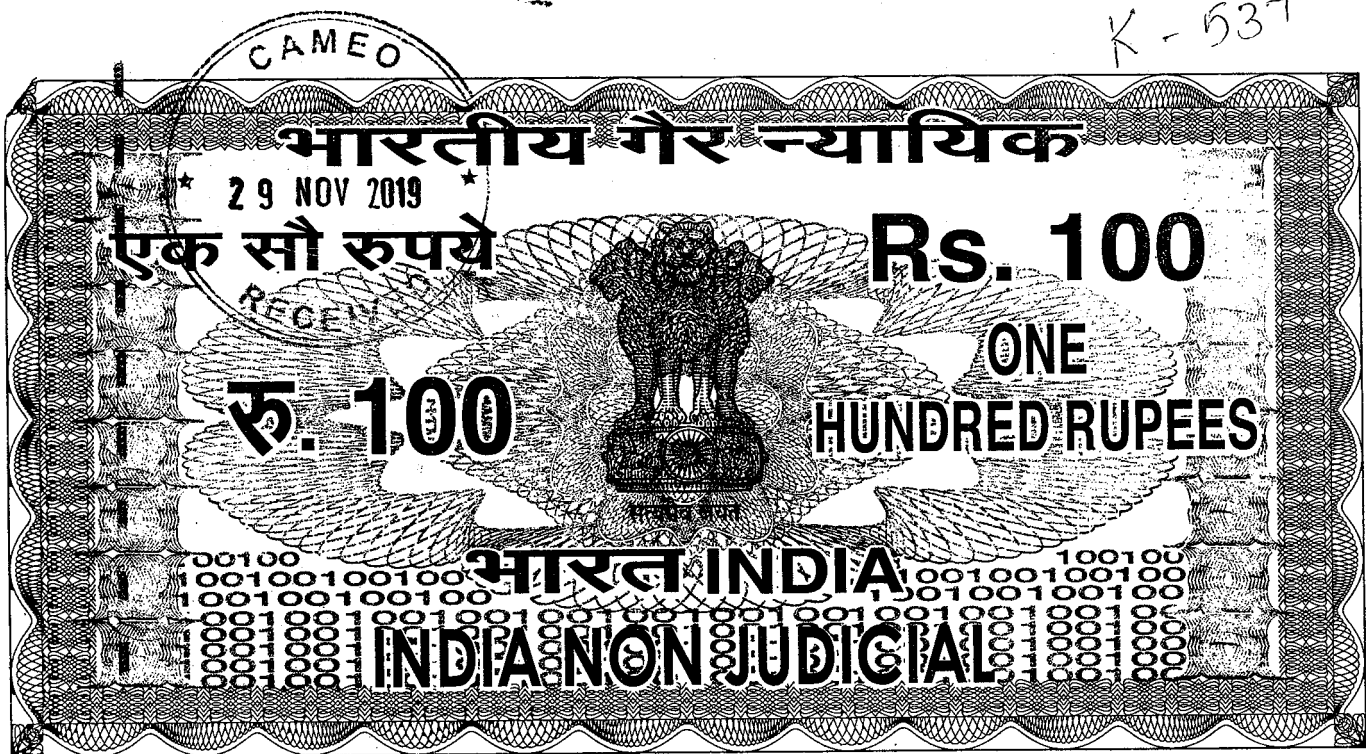 K - 537
CAMEO
भारतीय गैर न्यायिक
29 NOV 2019
एक सौ रुपये
Rs. 100
RECEIVED
रु. 100
ONE
HUNDRED RUPEES
सत्यमेव जयते
भारत INDIA
INDIA NON JUDICIAL